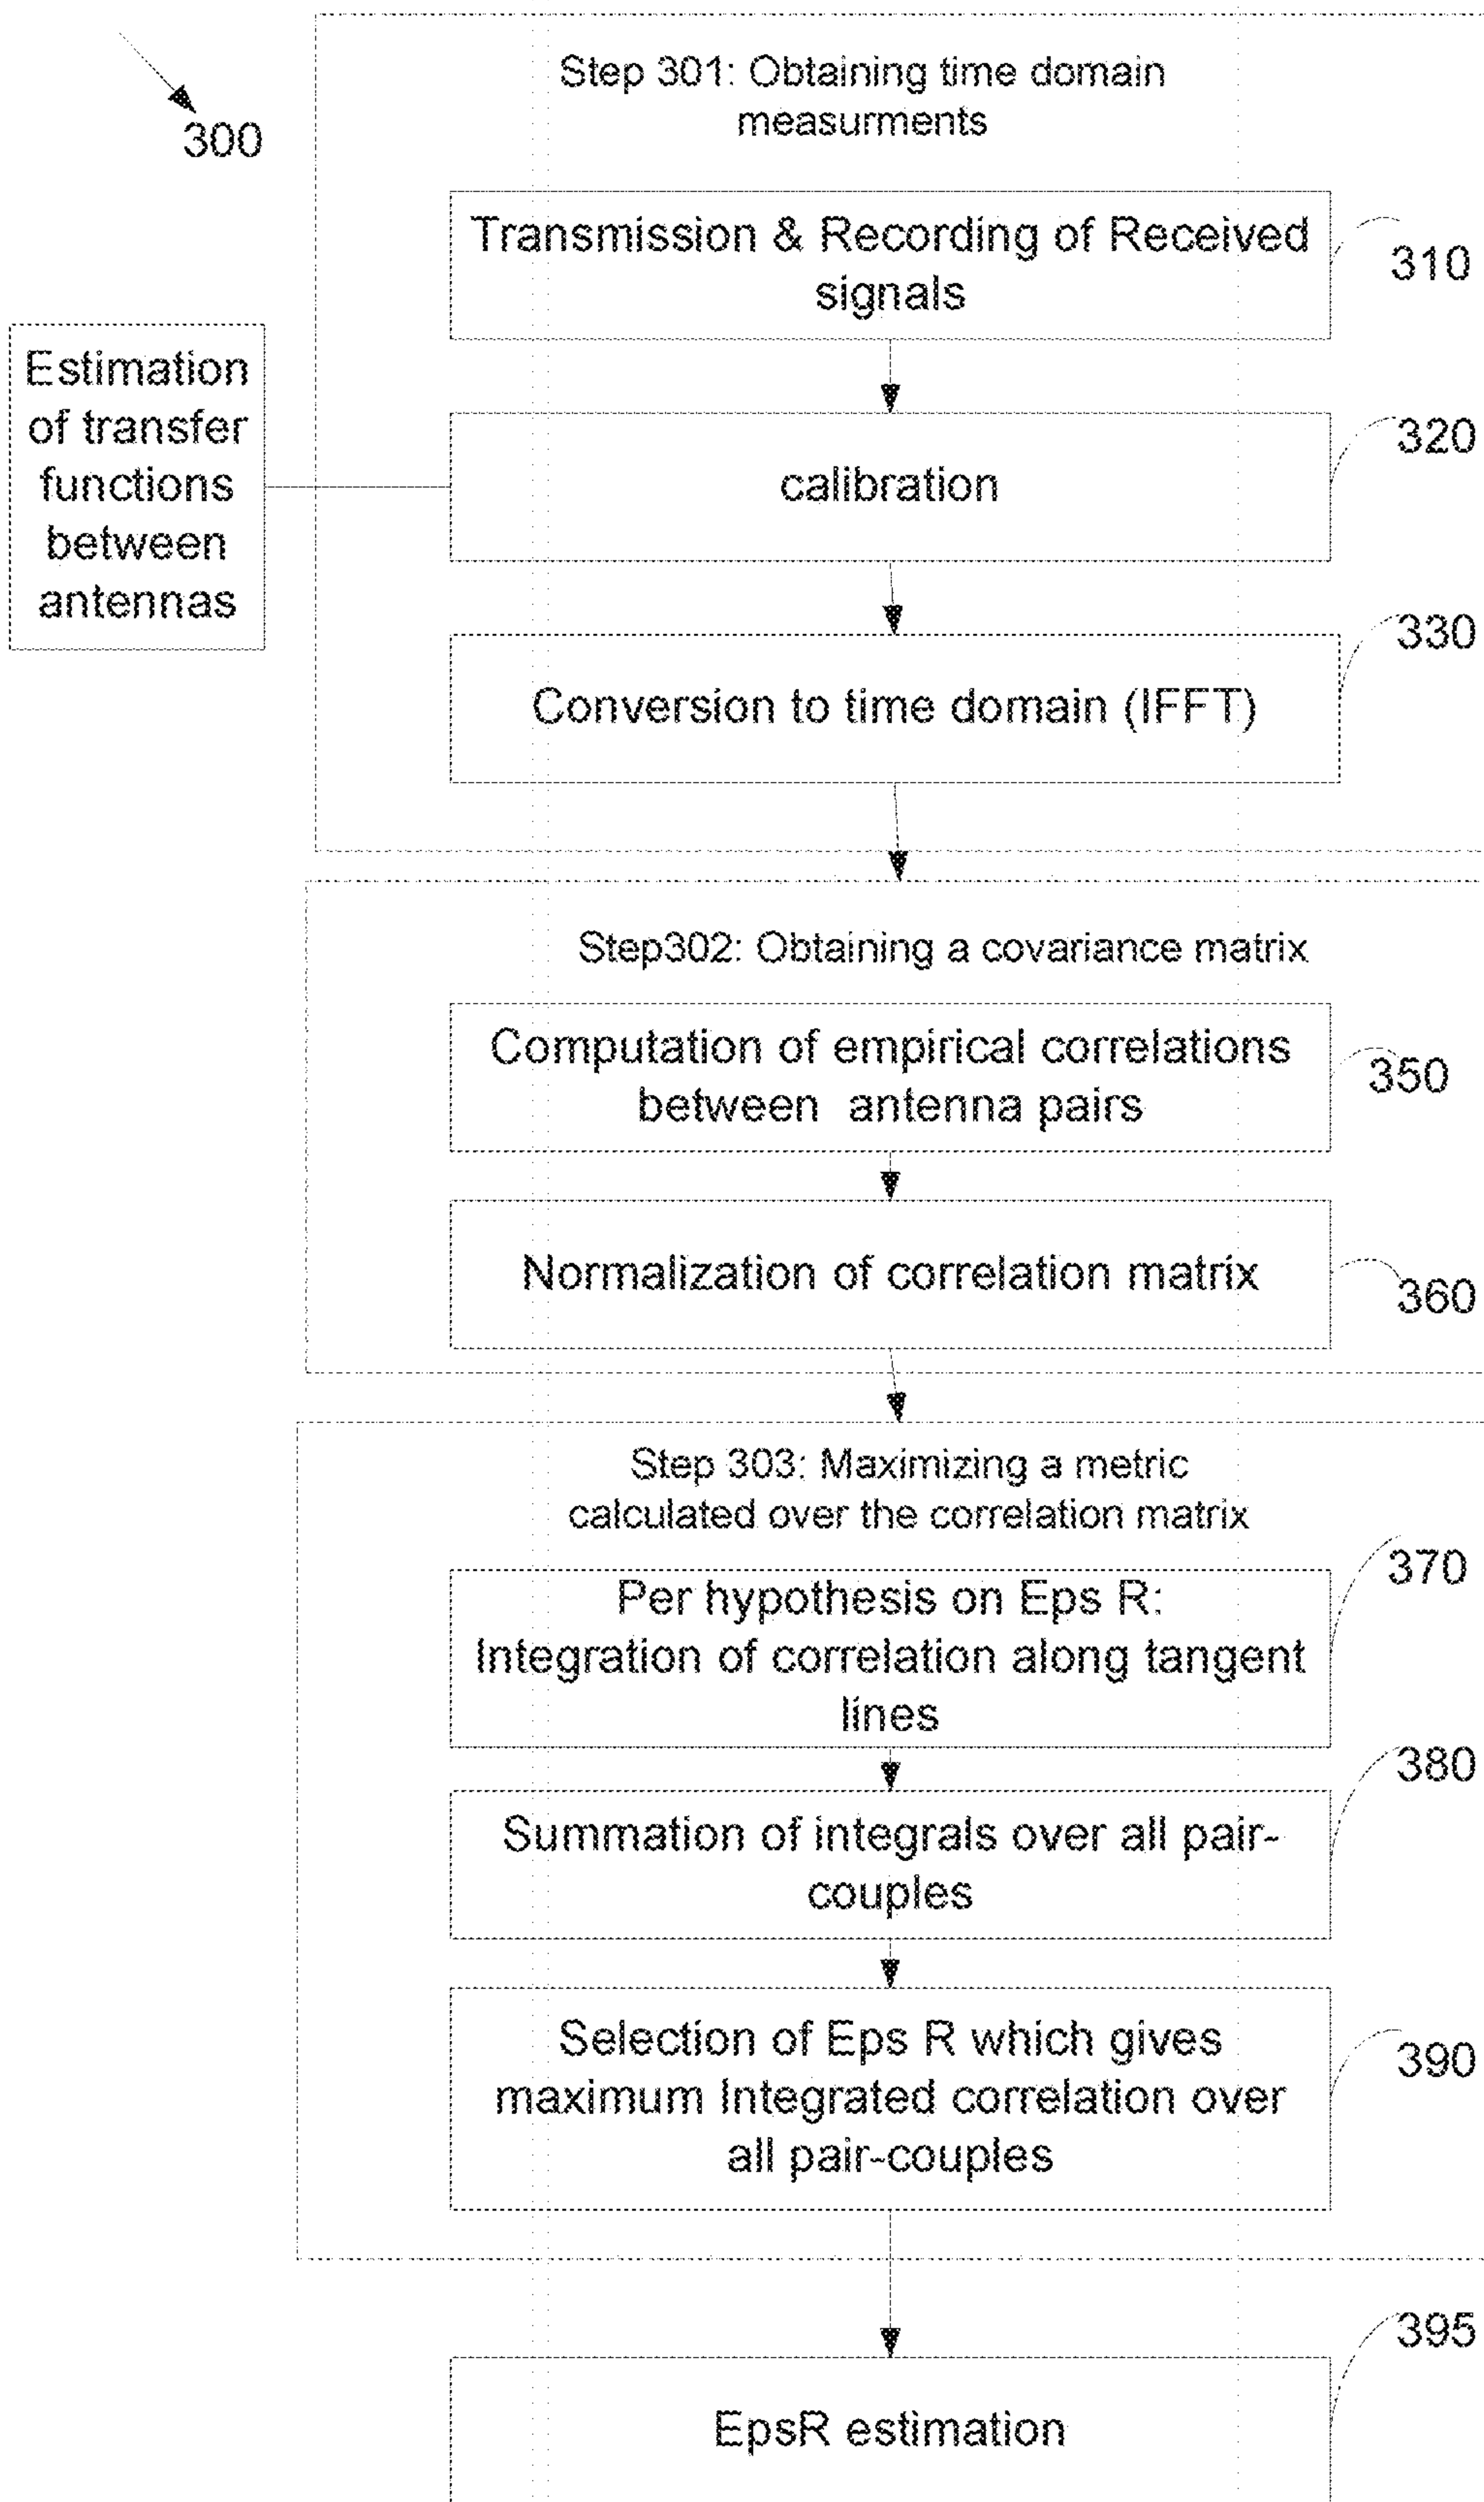 300
Step 301: Obtaining time domain
measurments
Transmission & Recording of Received
signals
310
Estimation
of transfer
functions
between
antennas
calibration
320
Conversion to time domain (IFFT)
330
Step302: Obtaining a covariance matrix
Computation of empirical correlations
between antenna pairs
350
Normalization of correlation matrix
360
Step 303: Maximizing a metric
calculated over the correlation matrix
Per hypothesis on Eps R:
Integration of correlation along tangent
lines
370
Summation of integrals over all pair-
couples
380
Selection of Eps R which gives
maximum Integrated correlation over
all pair-couples
390
EpsR estimation
395